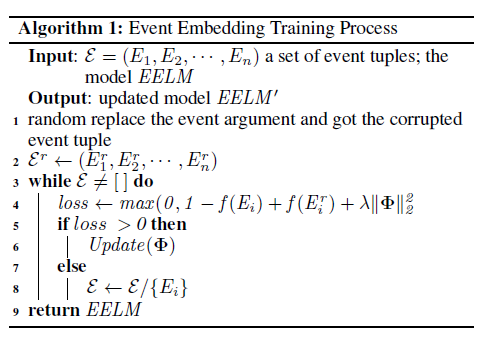 Algorithm 1: Event Embedding Training Process
Input: ℰ = (E₁, E₂, ⋯ , Eₙ) a set of event tuples; the
model EELM
Output: updated model EELM′
1 random replace the event argument and got the corrupted
event tuple
2 ℰʳ ← (E₁ʳ, E₂ʳ, ⋯ , Eₙʳ)
3 while ℰ ≠ [ ] do
4 loss ← max(0, 1 − f(Eᵢ) + f(Eᵢʳ) + λ‖Φ‖₂²
5 if loss > 0 then
6 Update(Φ)
7 else
8 ℰ ← ℰ/{Eᵢ}
9 return EELM